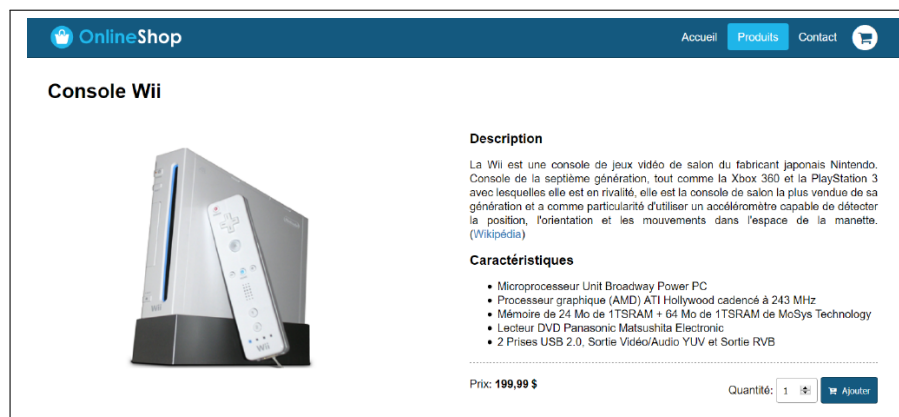 OnlineShop
Accueil Produits Contact
Console Wii
Description
La Wii est une console de jeux vidéo de salon du fabricant japonais Nintendo.
Console de la septième génération, tout comme la Xbox 360 et la PlayStation 3
avec lesquelles elle est en rivalité, elle est la console de salon la plus vendue de sa
génération et a comme particularité d'utiliser un accéléromètre capable de détecter
la position, l'orientation et les mouvements dans l'espace de la manette.
(Wikipédia)
Caractéristiques
• Microprocesseur Unit Broadway Power PC
• Processeur graphique (AMD) ATI Hollywood cadencé à 243 MHz
• Mémoire de 24 Mo de 1TSRAM + 64 Mo de 1TSRAM de MoSys Technology
• Lecteur DVD Panasonic Matsushita Electronic
• 2 Prises USB 2.0, Sortie Vidéo/Audio YUV et Sortie RVB
Prix: 199,99 $
Quantité: 1 Ajouter
Wii